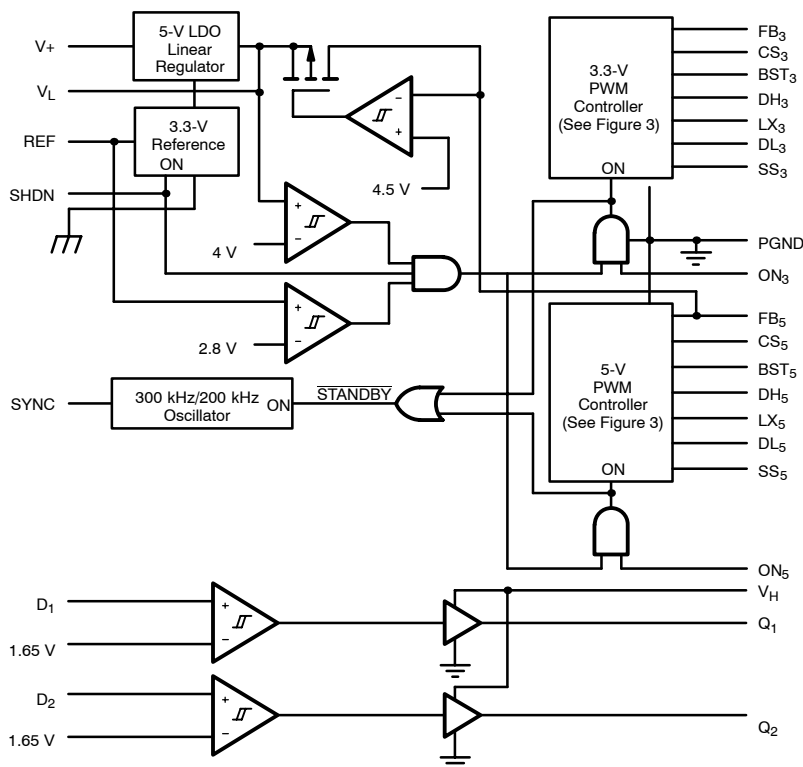 V+
VL
REF
SHDN
5-V LDO
Linear
Regulator
3.3-V
Reference
ON
+
−
4 V
+
−
2.8 V
−
+
4.5 V
3.3-V
PWM
Controller
(See Figure 3)
ON
FB3
CS3
BST3
DH3
LX3
DL3
SS3
PGND
ON3
5-V
PWM
Controller
(See Figure 3)
ON
FB5
CS5
BST5
DH5
LX5
DL5
SS5
ON5
SYNC
300 kHz/200 kHz
Oscillator
ON
STANDBY
VH
D1
1.65 V
+
−
Q1
D2
1.65 V
+
−
Q2